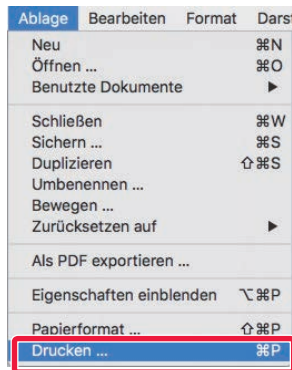 Ablage Bearbeiten Format Dars
Neu ⌘N
Öffnen ... ⌘O
Benutzte Dokumente ▶
Schließen ⌘W
Sichern ... ⌘S
Duplizieren ⇧⌘S
Umbenennen ...
Bewegen ...
Zurücksetzen auf ▶
Als PDF exportieren ...
Eigenschaften einblenden ⌥⌘P
Papierformat ... ⇧⌘P
Drucken ... ⌘P